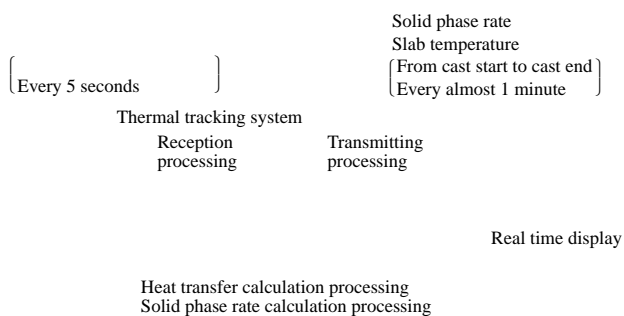 Solid phase rate
Slab temperature
From cast start to cast end
Every almost 1 minute
Every 5 seconds
Thermal tracking system
Reception
processing
Transmitting
processing
Real time display
Heat transfer calculation processing
Solid phase rate calculation processing